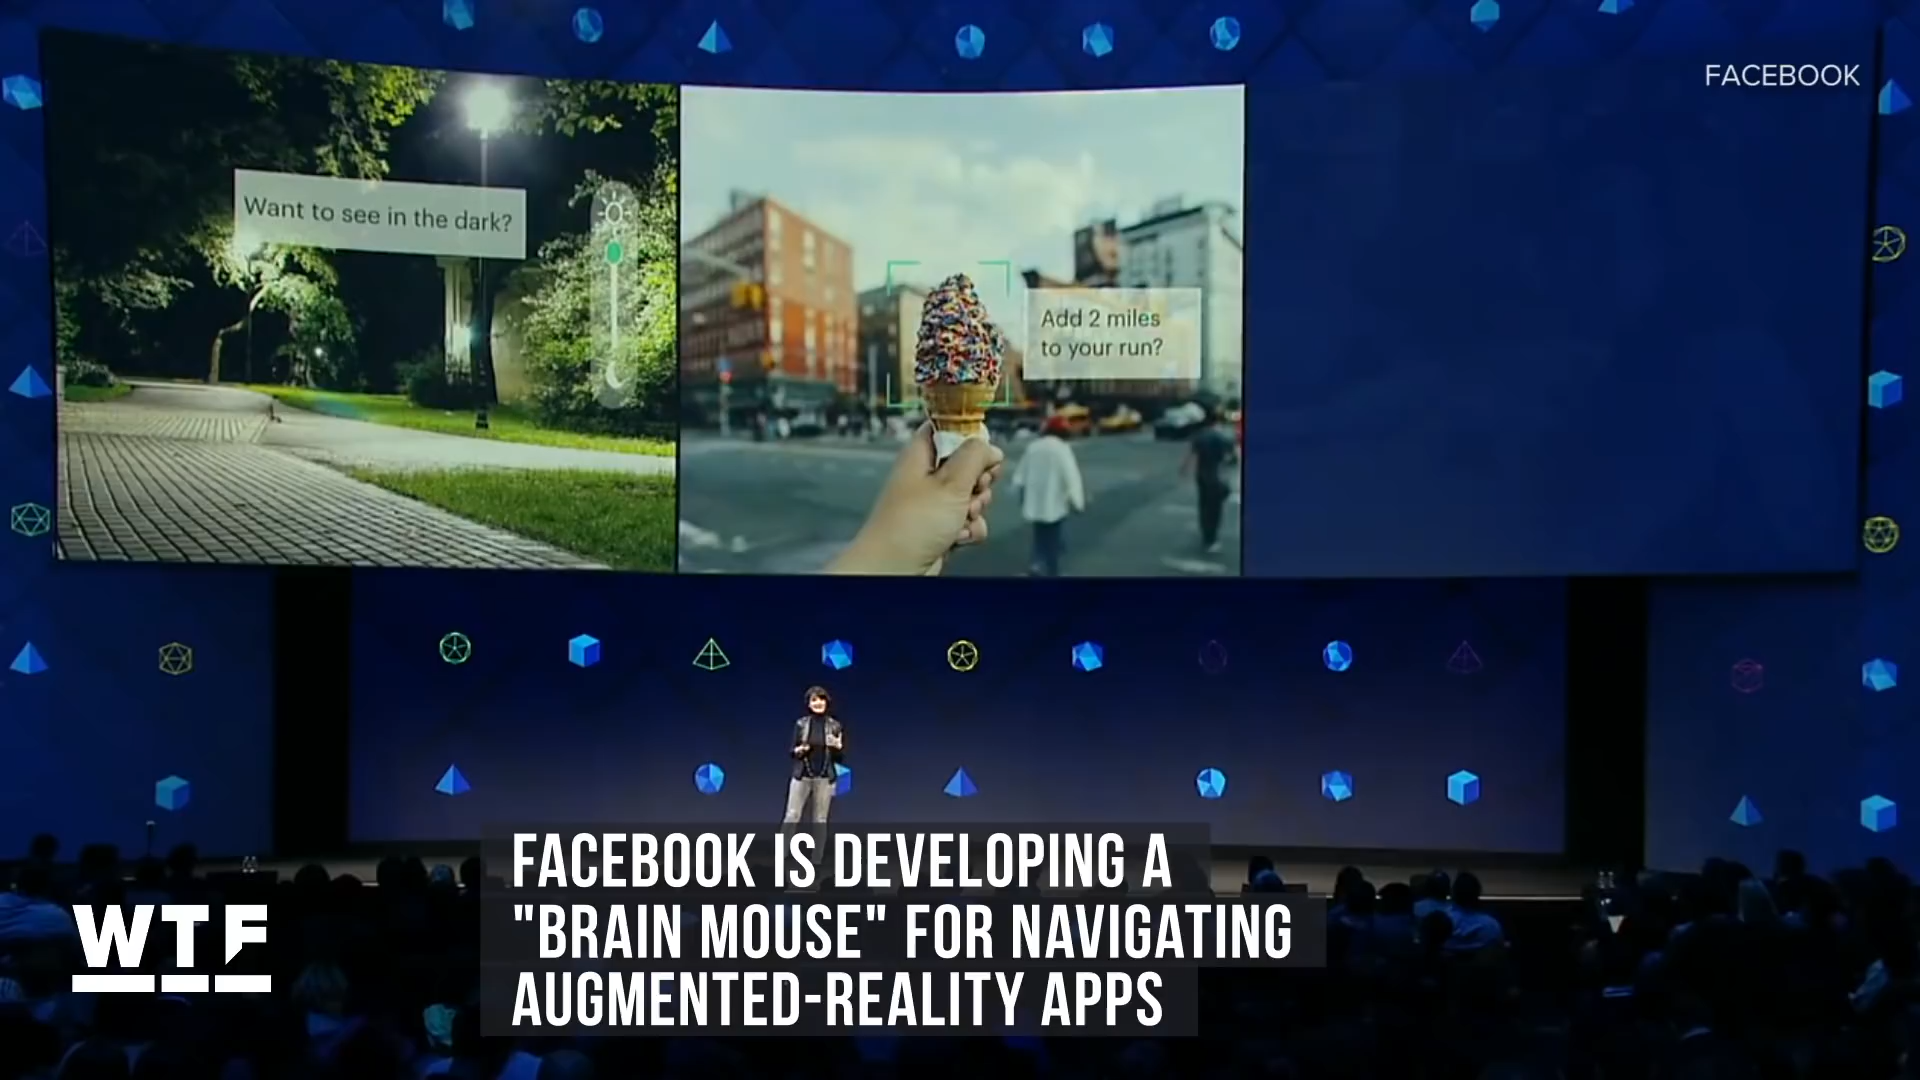 FACEBOOK
Want to see in the dark?
Add 2 miles
to your run?
FACEBOOK IS DEVELOPING A
"BRAIN MOUSE" FOR NAVIGATING
AUGMENTED-REALITY APPS
WTF